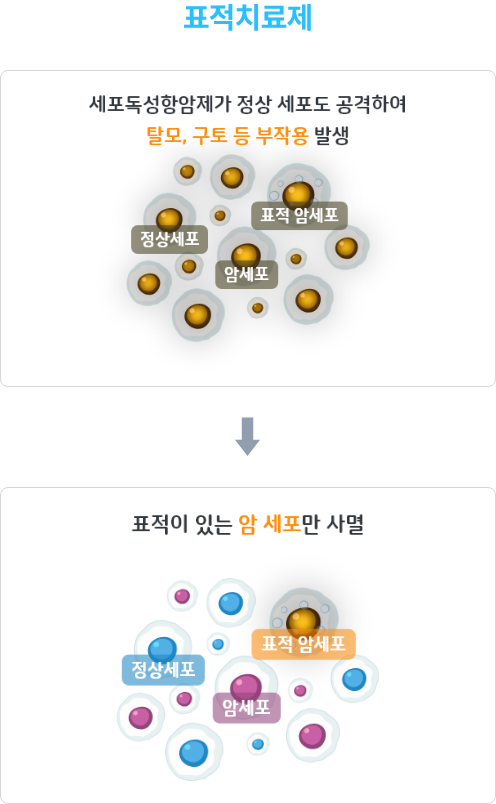 표적치료제
세포독성항암제가 정상 세포도 공격하여
탈모, 구토 등 부작용 발생
표적 암세포
정상세포
암세포
표적이 있는 암 세포만 사멸
표적 암세포
정상세포
암세포